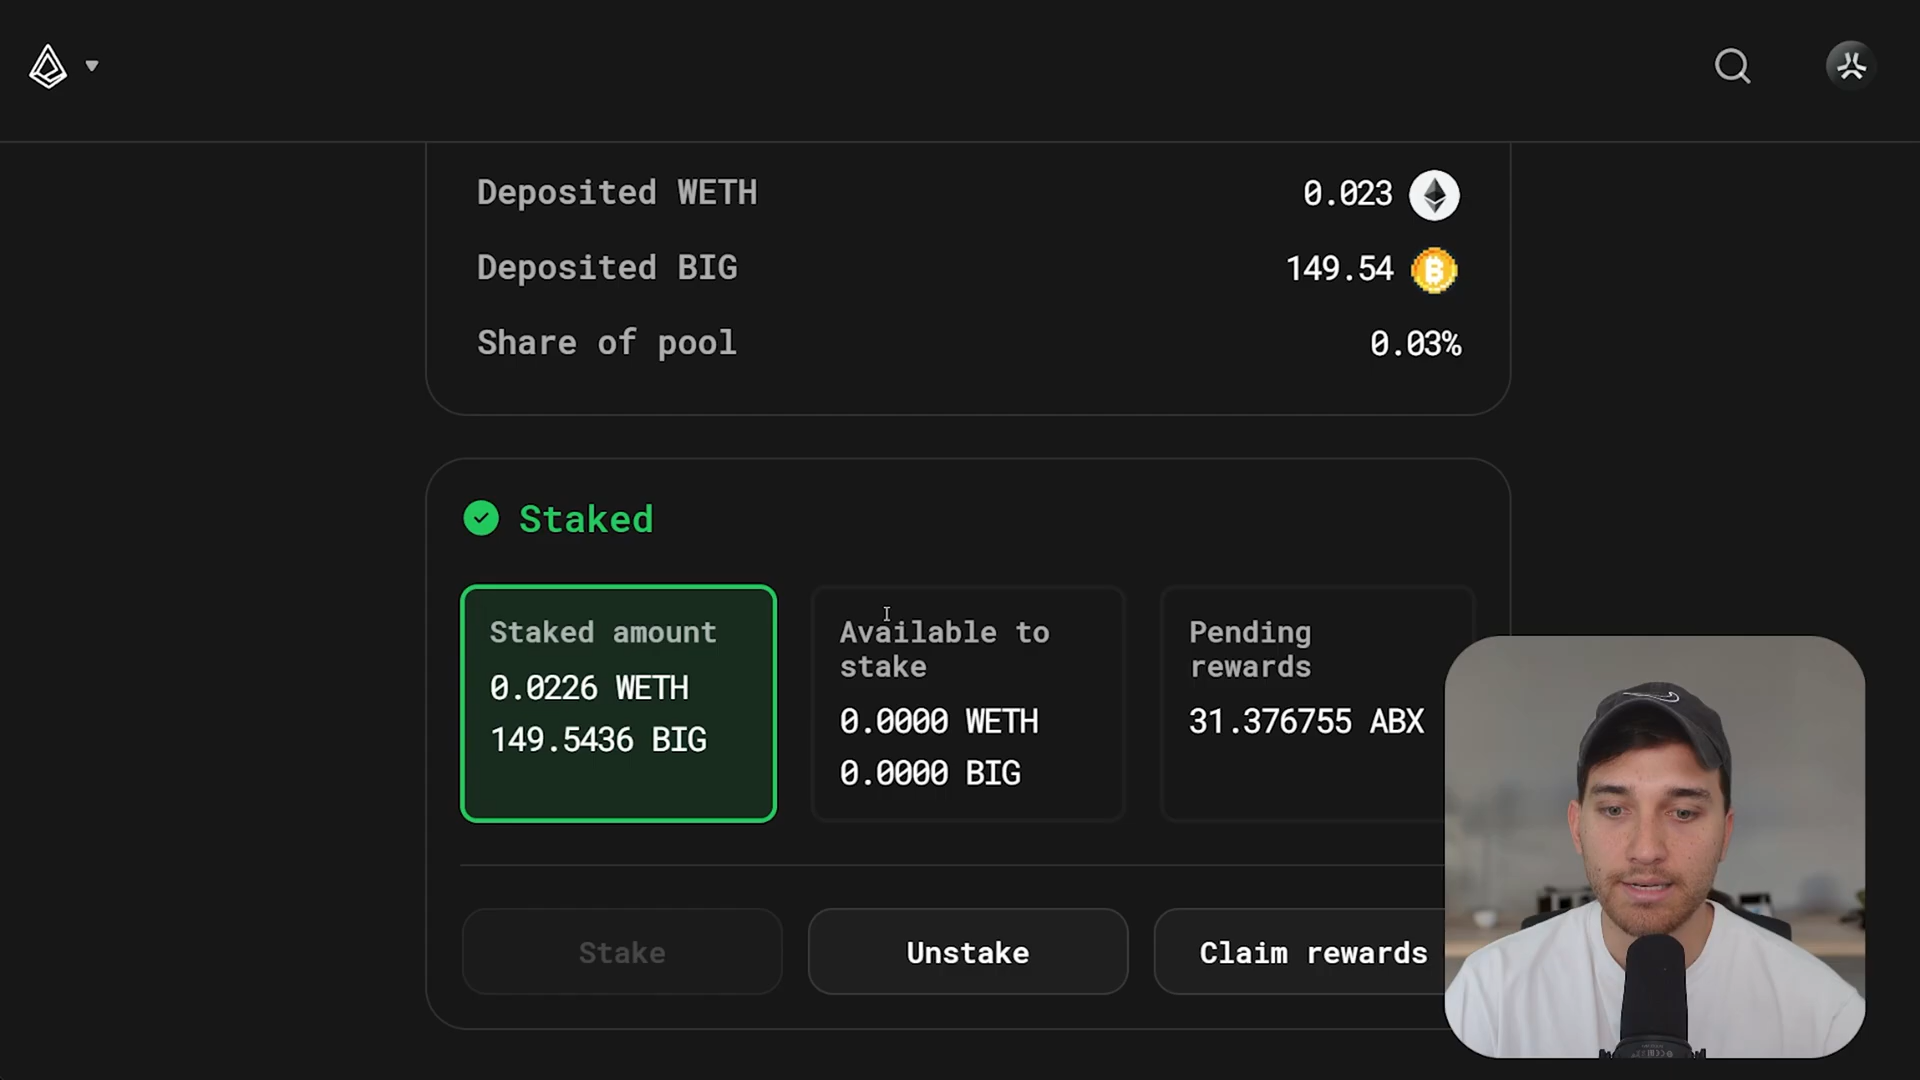 Deposited WETH 0.023
Deposited BIG 149.54
Share of pool 0.03%
Staked
Staked amount
0.0226 WETH
149.5436 BIG
Available to
stake
0.0000 WETH
0.0000 BIG
Pending
rewards
31.376755 ABX
Stake
Unstake
Claim rewards